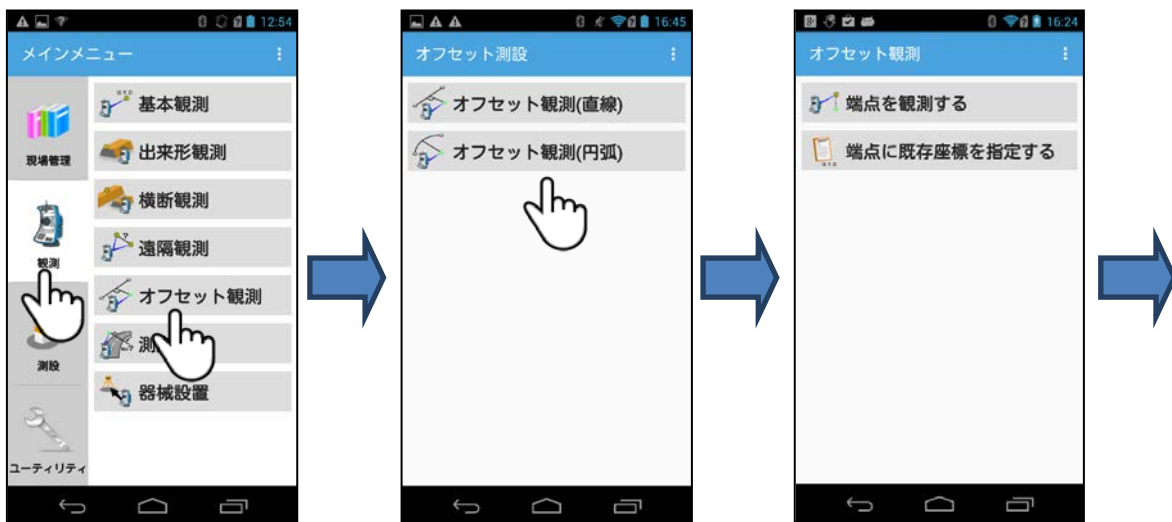 12:54
メインメニュー
現場管理
観測
測設
ユーティリティ
基本観測
出来形観測
横断観測
遠隔観測
オフセット観測
測
器械設置
16:45
オフセット測設
オフセット観測(直線)
オフセット観測(円弧)
16:24
オフセット観測
端点を観測する
端点に既存座標を指定する